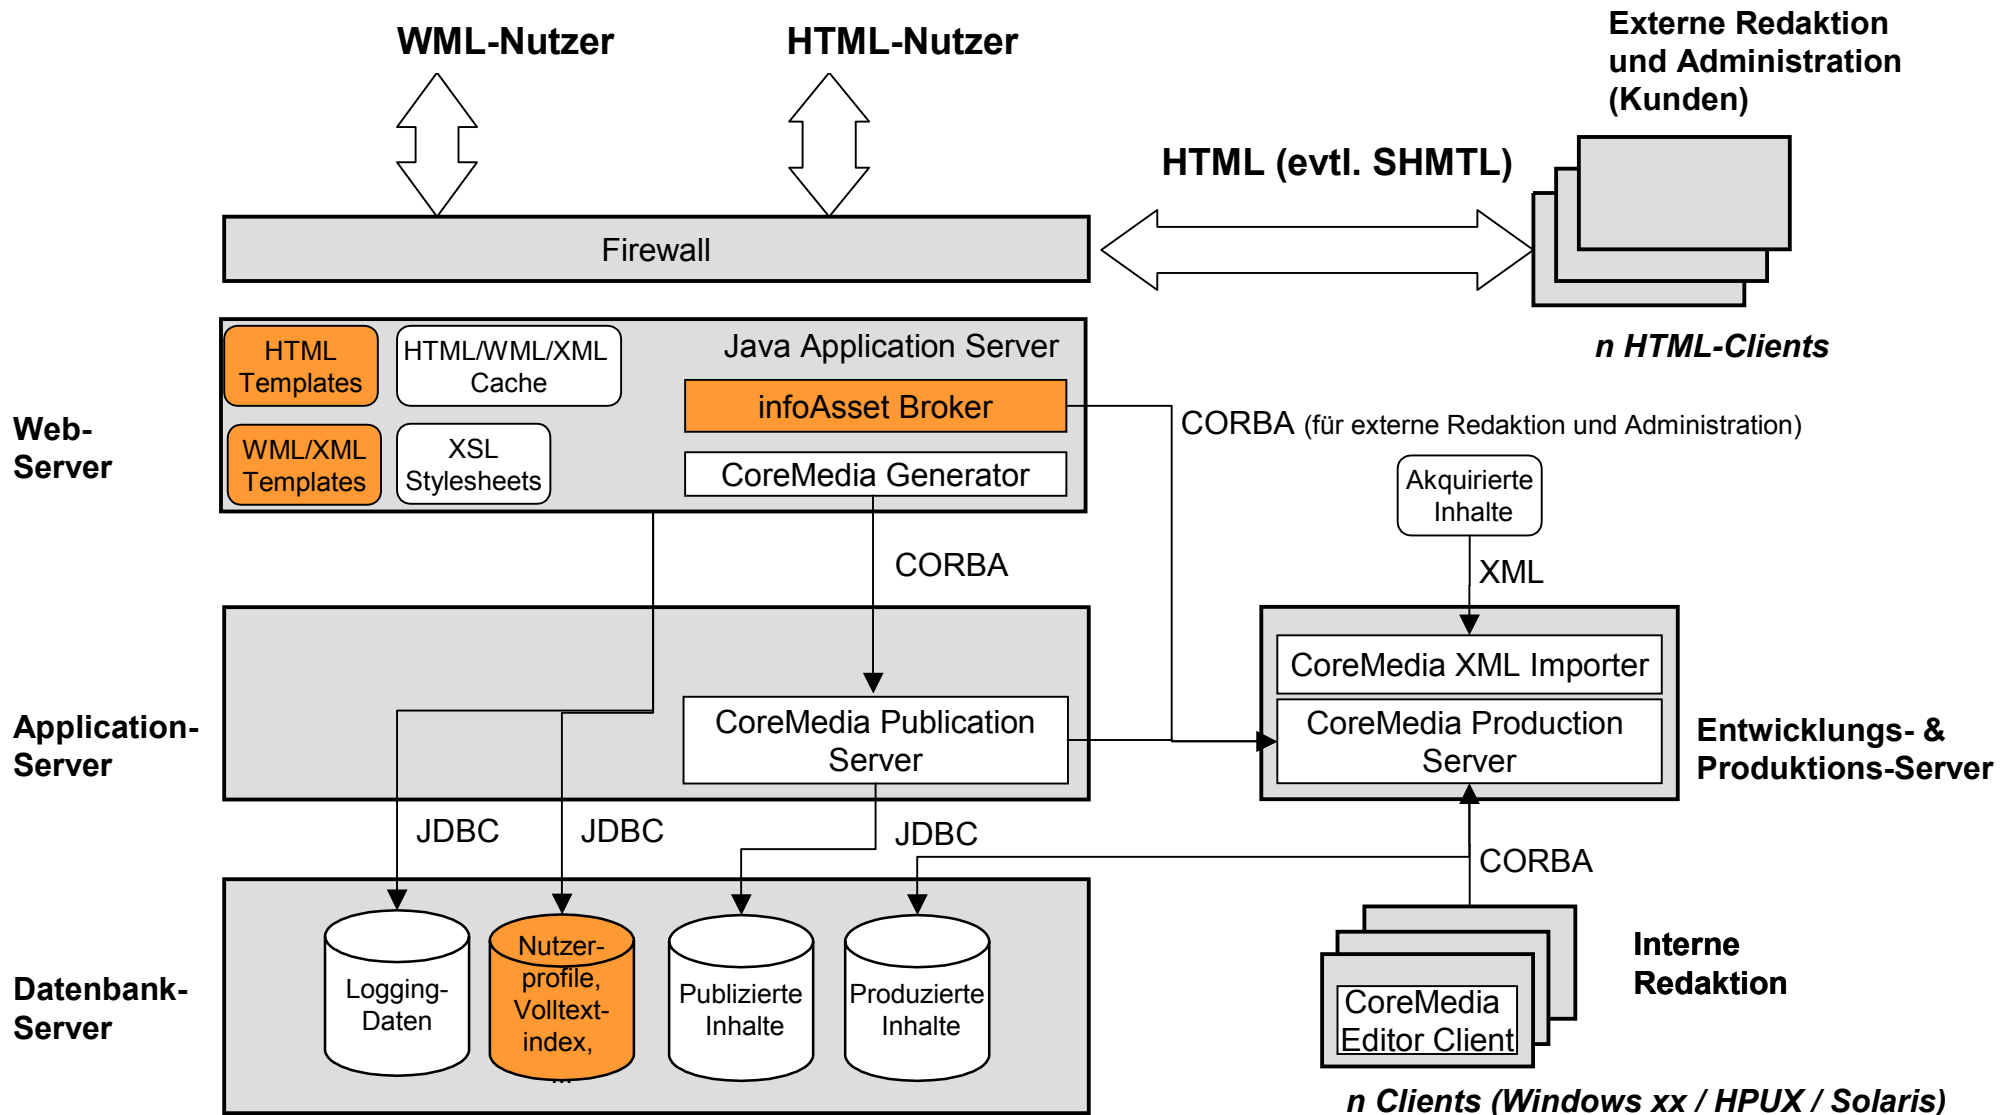 WML-Nutzer
HTML-Nutzer
Externe Redaktion
und Administration
(Kunden)
HTML (evtl. SHMTL)
Firewall
n HTML-Clients
Web-
Server
HTML
Templates
HTML/WML/XML
Cache
Java Application Server
infoAsset Broker
WML/XML
Templates
XSL
Stylesheets
CoreMedia Generator
CORBA (für externe Redaktion und Administration)
Akquirierte
Inhalte
CORBA
XML
Application-
Server
CoreMedia Publication
Server
CoreMedia XML Importer
CoreMedia Production
Server
Entwicklungs- &
Produktions-Server
JDBC
JDBC
JDBC
CORBA
Datenbank-
Server
Logging-
Daten
Nutzer-
profile,
Volltext-
index,
...
Publizierte
Inhalte
Produzierte
Inhalte
CoreMedia
Editor Client
Interne
Redaktion
n Clients (Windows xx / HPUX / Solaris)